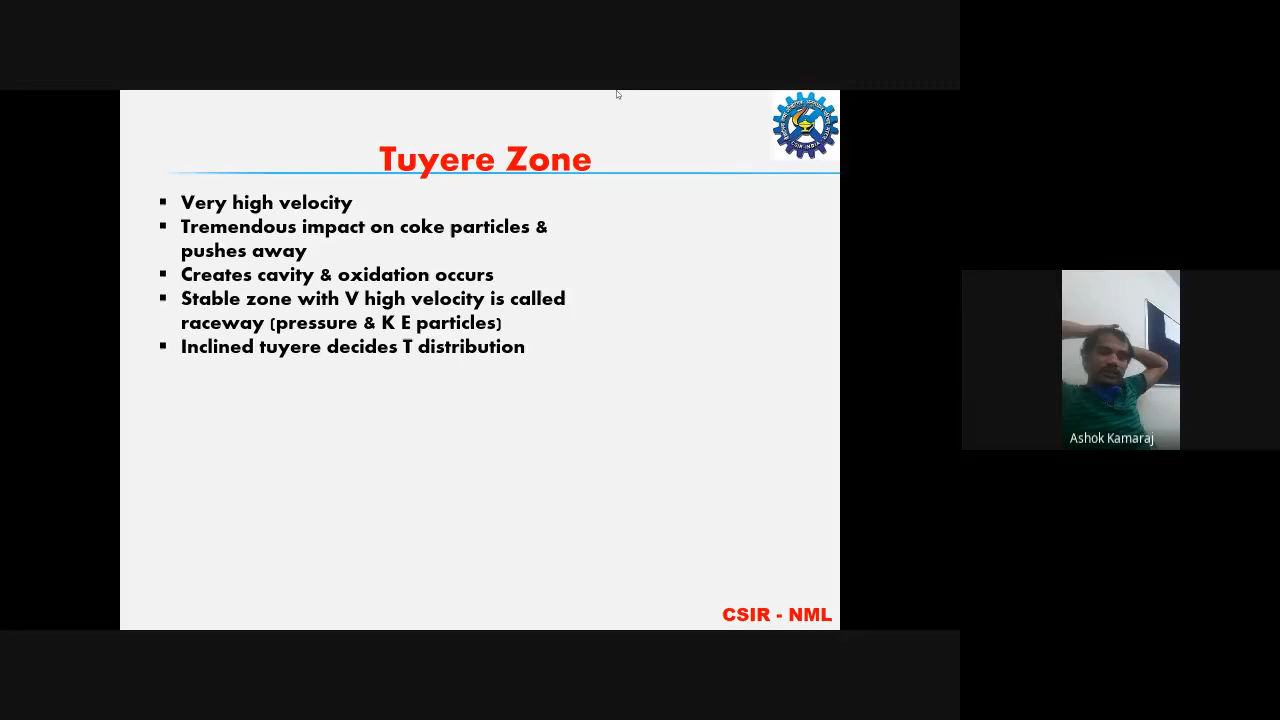 Tuyere Zone
▪ Very high velocity
▪ Tremendous impact on coke particles &
pushes away
▪ Creates cavity & oxidation occurs
▪ Stable zone with V high velocity is called
raceway (pressure & K E particles)
▪ Inclined tuyere decides T distribution
CSIR - NML
Ashok Kamaraj